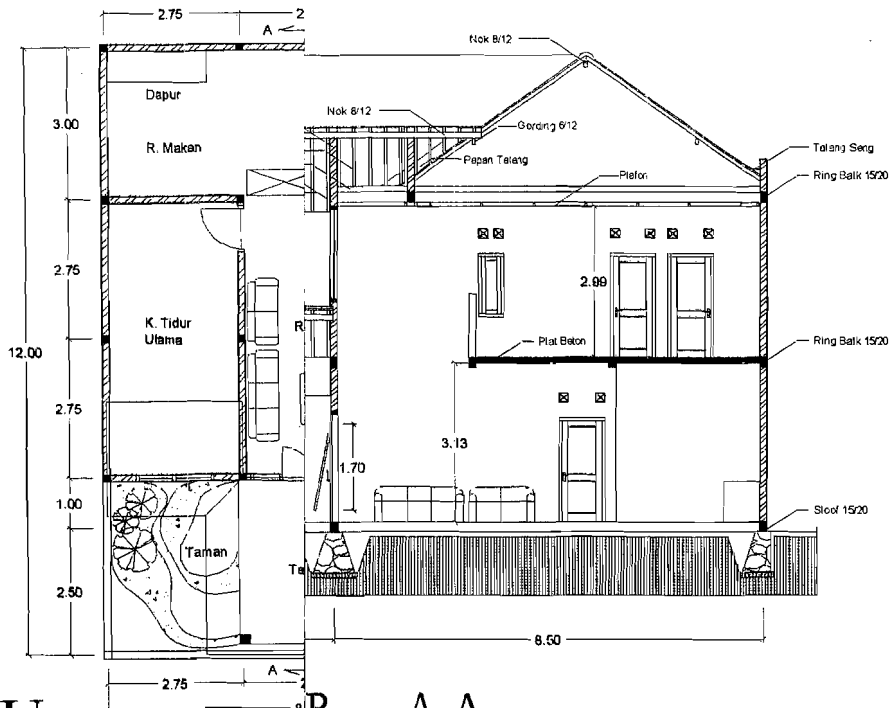 2.75
2
A
Nok 8/12
Dapur
Nok 8/12
Gording 6/12
3.00
R. Makan
Talang Seng
Papan Talang
Plafon
Ring Balk 15/20
2.75
2.99
K. Tidur
Utama
R
Plat Beton
Ring Balk 15/20
12.00
2.75
3.13
1.70
1.00
Sloof 15/20
Taman
Ta
2.50
8.50
A
2.75
A A